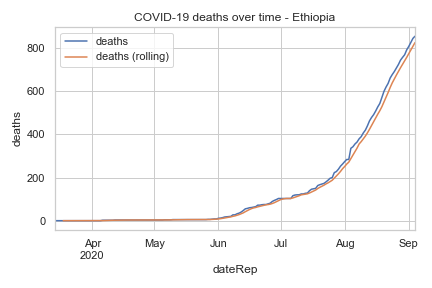 COVID-19 deaths over time - Ethiopia
deaths
deaths (rolling)
800
600
400
200
0
deaths
Apr
2020
May
Jun
Jul
Aug
Sep
dateRep